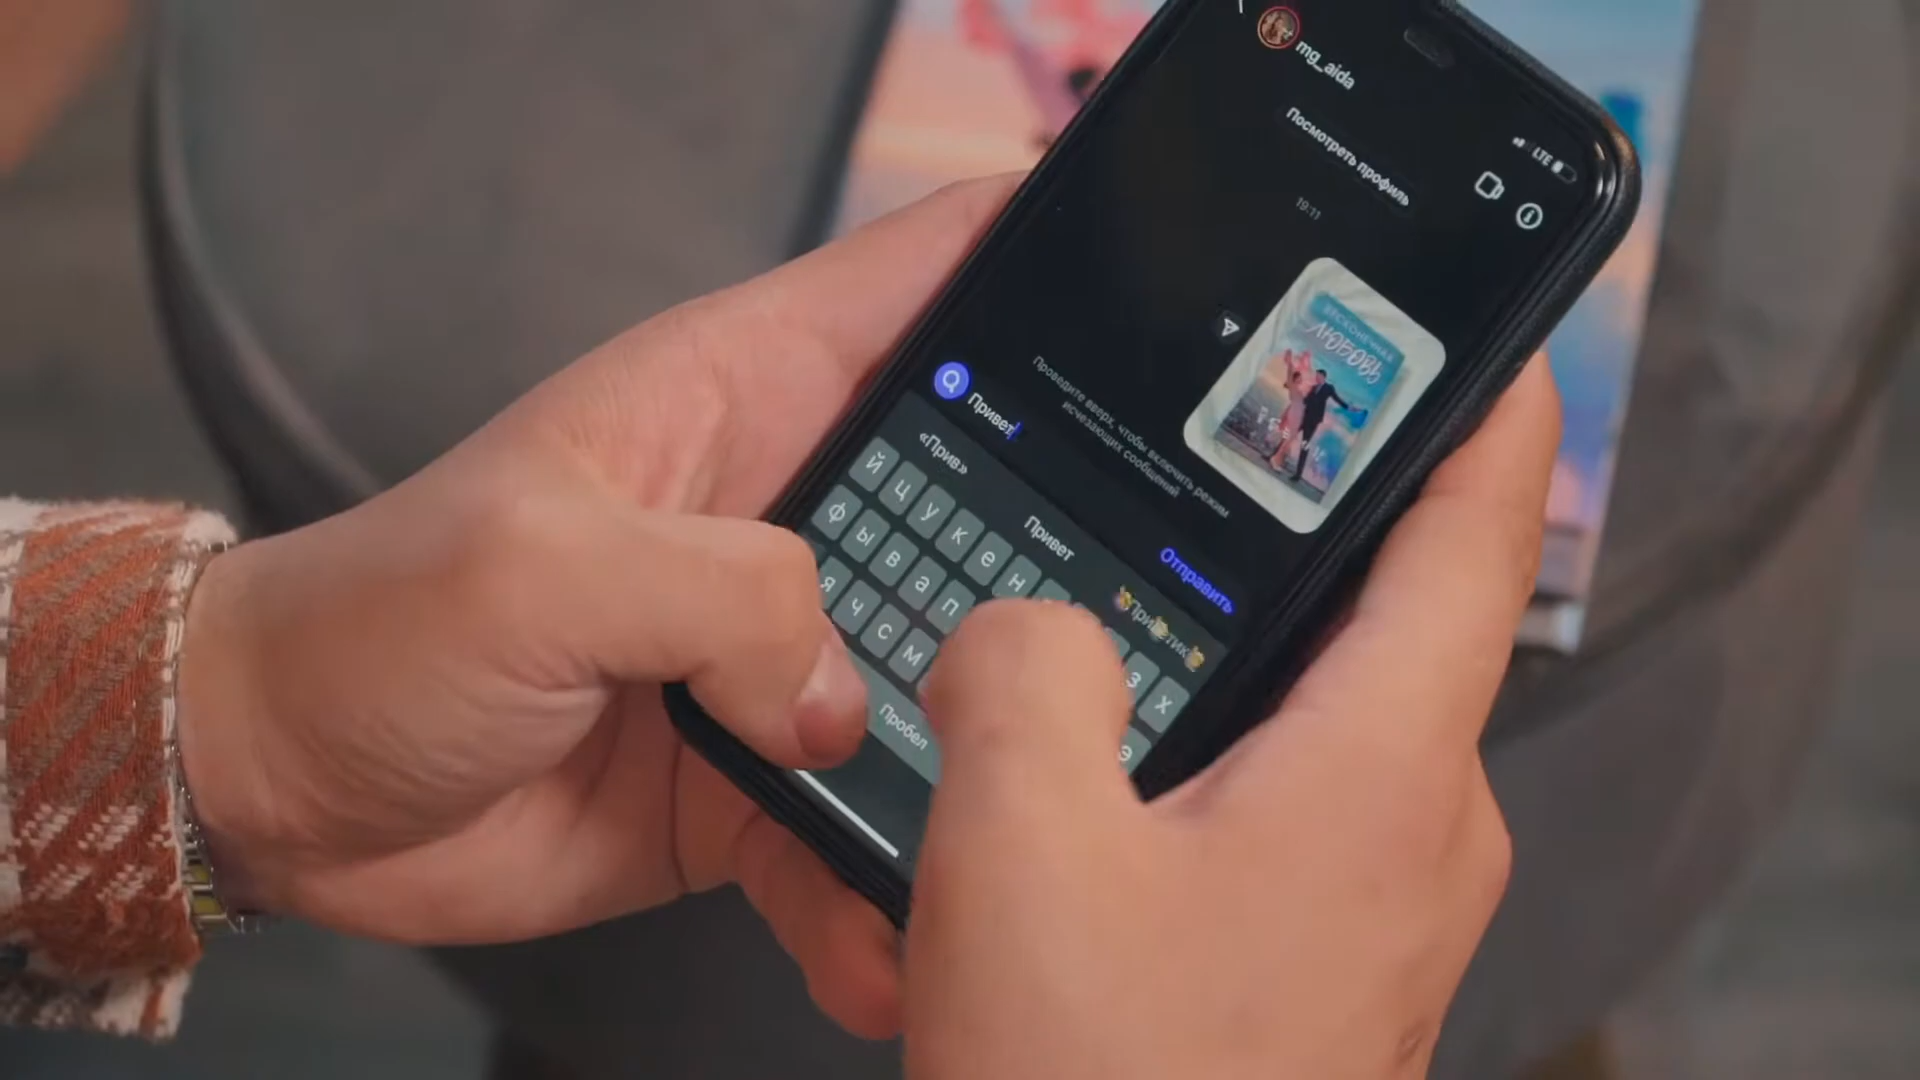 mg_aida
LTE
Посмотреть профиль
19:11
БЕСКОНЕЧНАЯ
ЛЮБОВЬ
Проведите вверх, чтобы включить режим
исчезающих сообщений
Привет
Отправить
«Прив»
Привет
й ц у к е н
з х
ф ы в а п
э
я ч с м
Пробел